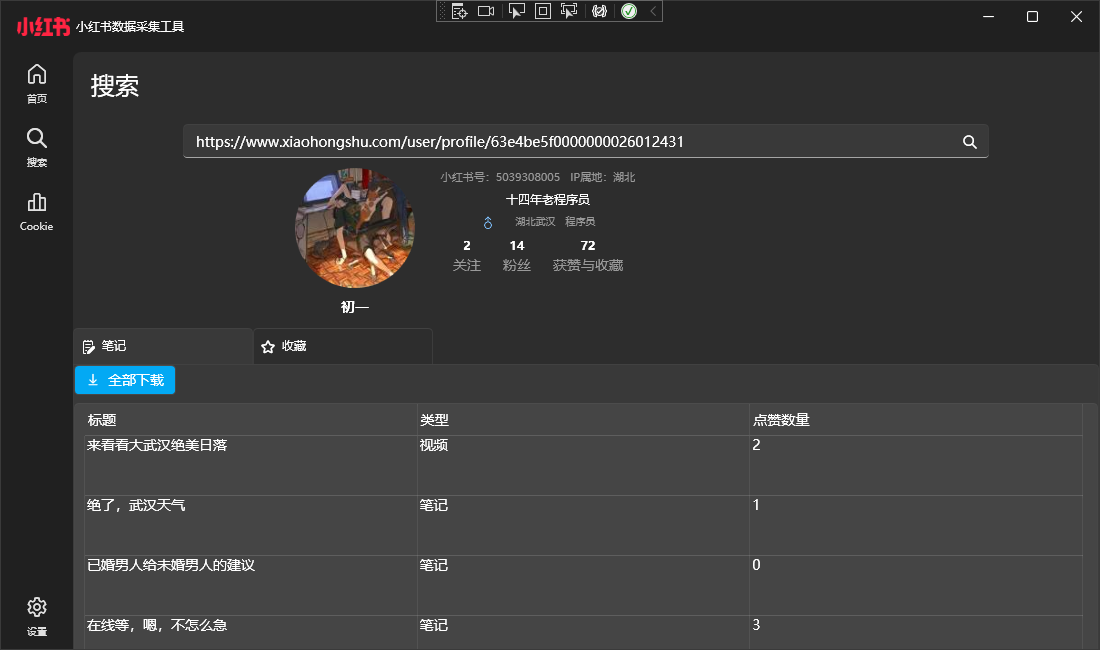 小红书 小红书数据采集工具
首页
搜索
Cookie
设置
搜索
https://www.xiaohongshu.com/user/profile/63e4be5f0000000026012431
小红书号：5039308005 IP属地：湖北
十四年老程序员
湖北武汉 程序员
2 14 72
关注 粉丝 获赞与收藏
初一
笔记 收藏
全部下载
标题 类型 点赞数量
来看看大武汉绝美日落 视频 2
绝了，武汉天气 笔记 1
已婚男人给未婚男人的建议 笔记 0
在线等，嗯，不怎么急 笔记 3